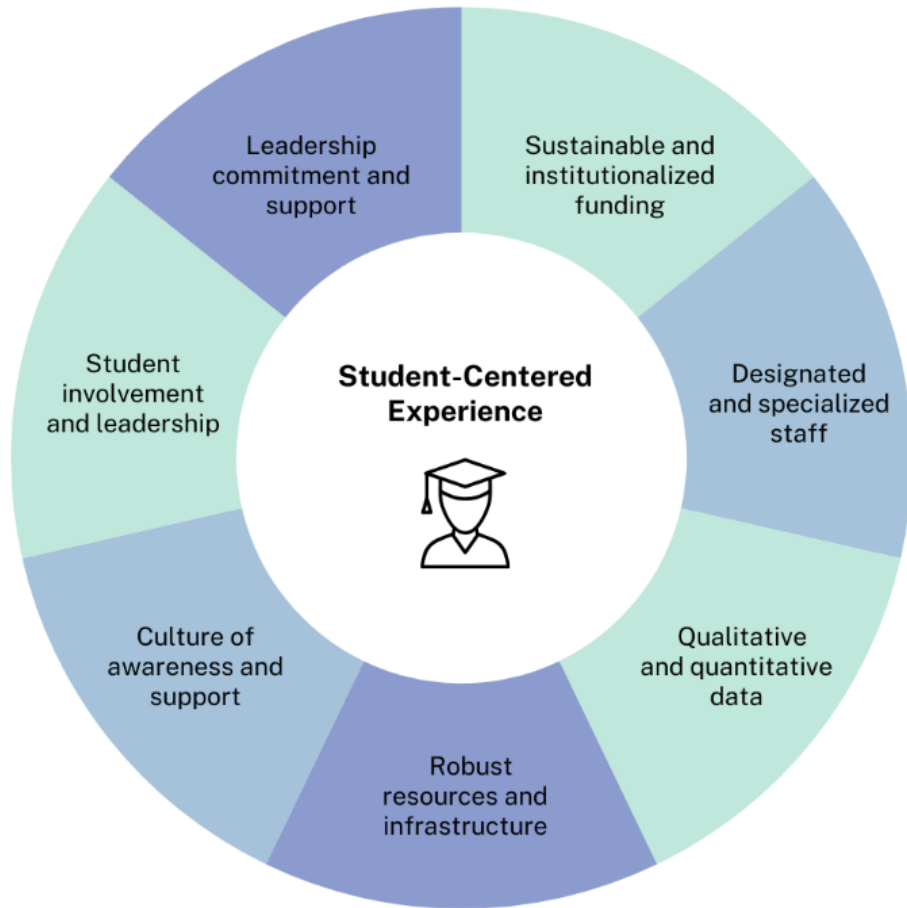 Leadership
commitment and
support
Sustainable and
institutionalized
funding
Designated
and specialized
staff
Qualitative
and quantitative
data
Robust
resources and
infrastructure
Culture of
awareness and
support
Student
involvement
and leadership
Student-Centered
Experience